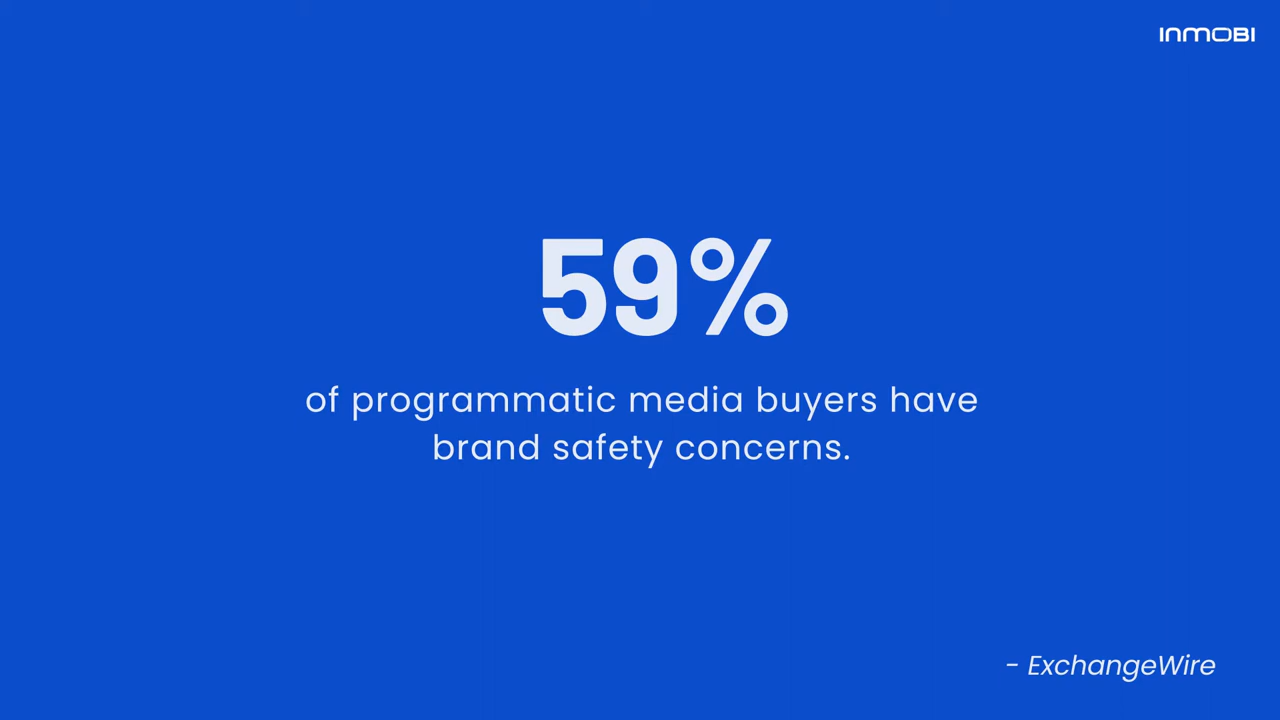 INMOBI
59%
of programmatic media buyers have
brand safety concerns.
- ExchangeWire